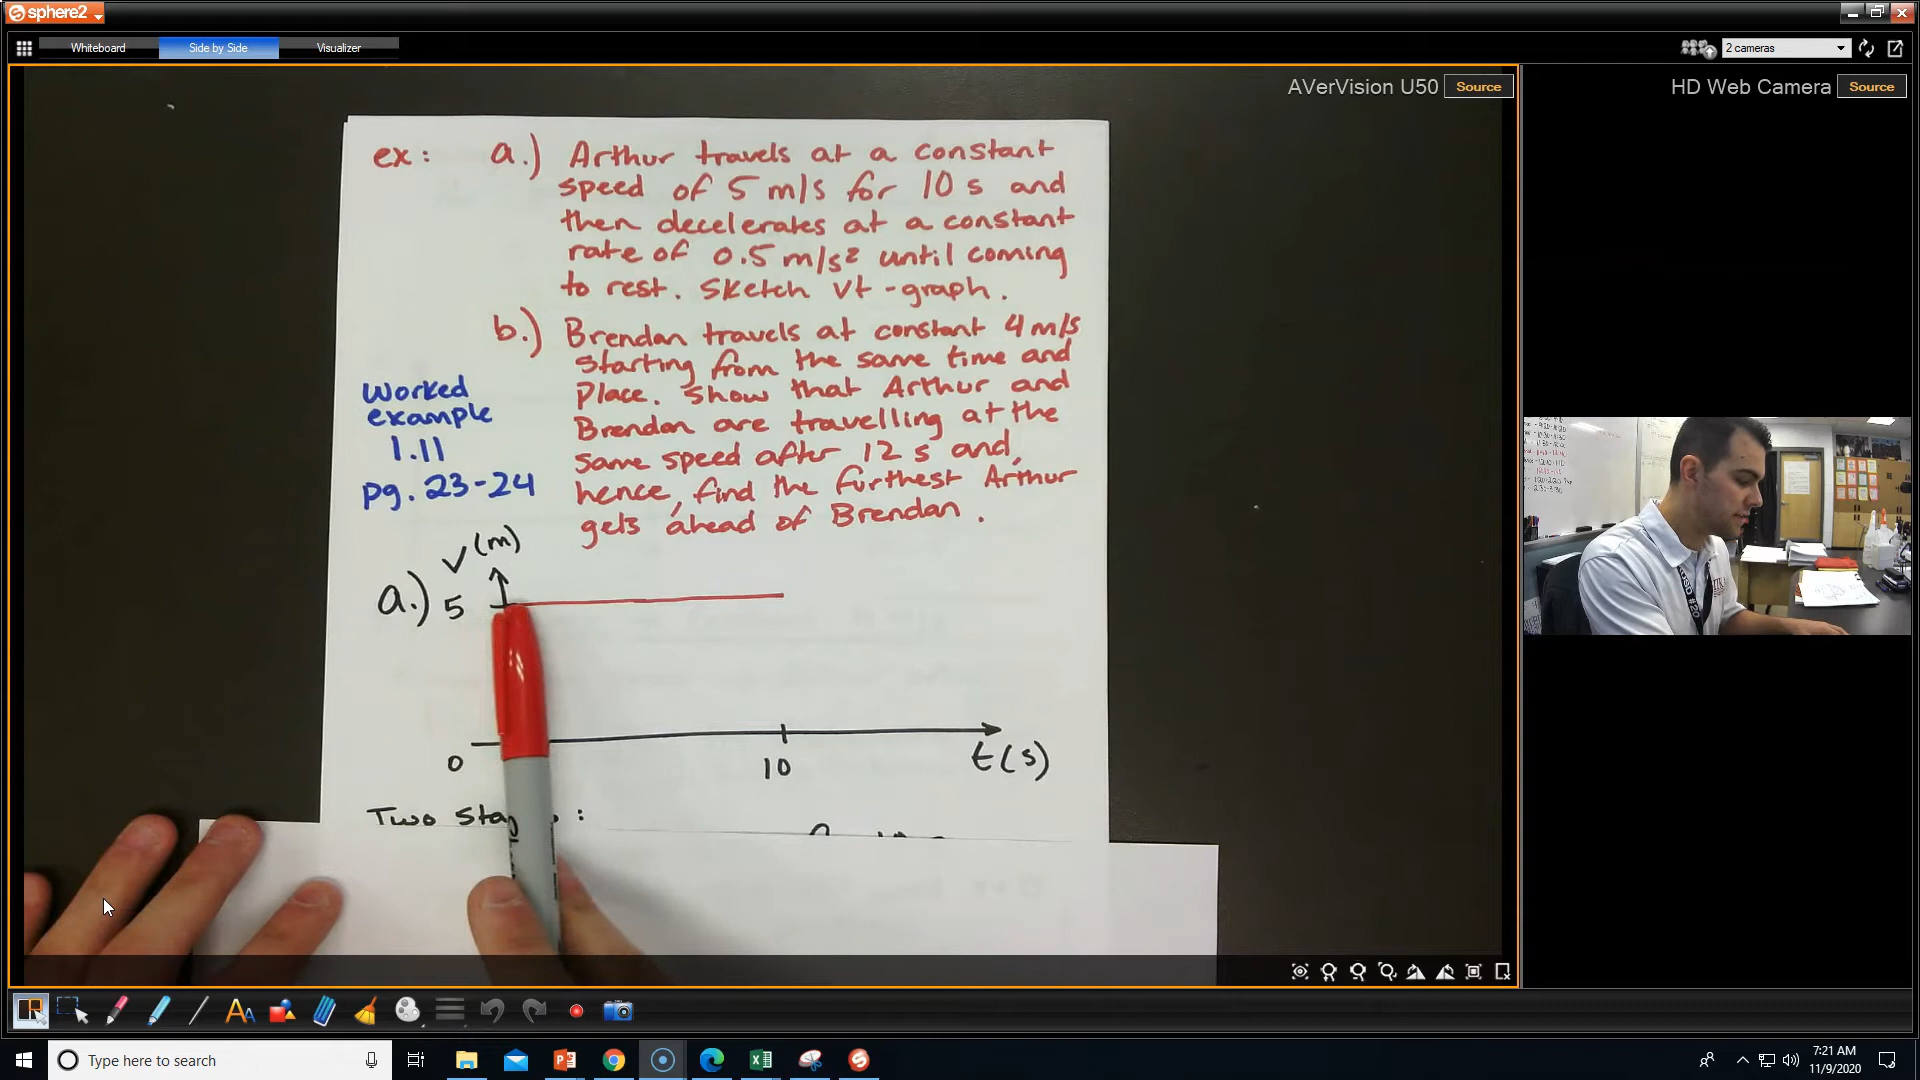 sphere2
Whiteboard
Side by Side
Visualizer
2 cameras
AVerVision U50
Source
HD Web Camera
Source
ex: a.) Arthur travels at a constant
speed of 5 m/s for 10 s and
then decelerates at a constant
rate of 0.5 m/s² until coming
to rest. Sketch vt-graph.
b.) Brendan travels at constant 4 m/s
starting from the same time and
Place. Show that Arthur and
Brendan are travelling at the
same speed after 12 s and,
hence, find the furthest Arthur
gets ahead of Brendan.
Worked
example
1.11
pg. 23-24
a.)
V (m)
5
0
10
t(s)
Two
Type here to search
7:21 AM
11/9/2020